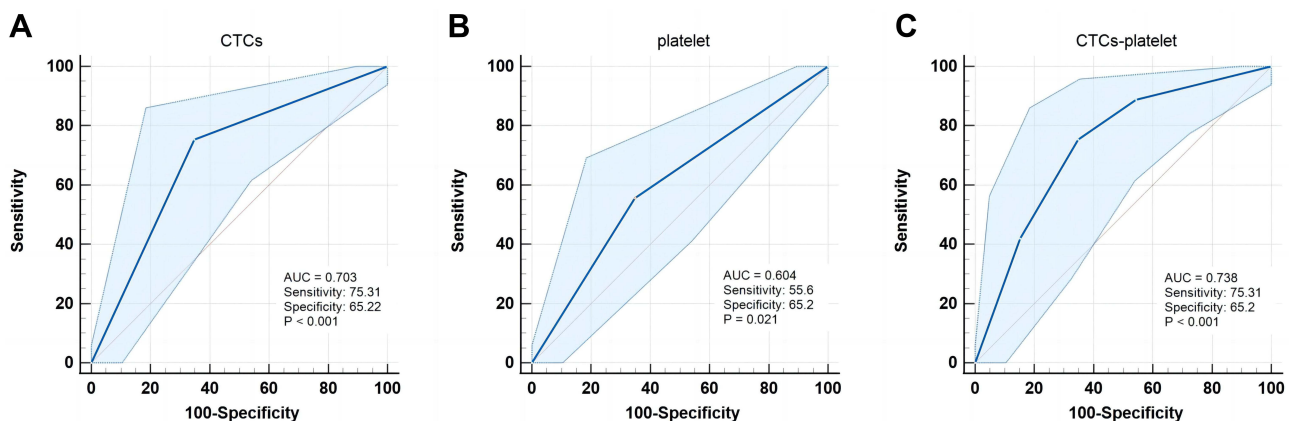 A
CTCs
Sensitivity
100
80
60
40
20
0
AUC = 0.703
Sensitivity: 75.31
Specificity: 65.22
P < 0.001
0 20 40 60 80 100
100-Specificity
B
platelet
Sensitivity
100
80
60
40
20
0
AUC = 0.604
Sensitivity: 55.6
Specificity: 65.2
P = 0.021
0 20 40 60 80 100
100-Specificity
C
CTCs-platelet
Sensitivity
100
80
60
40
20
0
AUC = 0.738
Sensitivity: 75.31
Specificity: 65.2
P < 0.001
0 20 40 60 80 100
100-Specificity